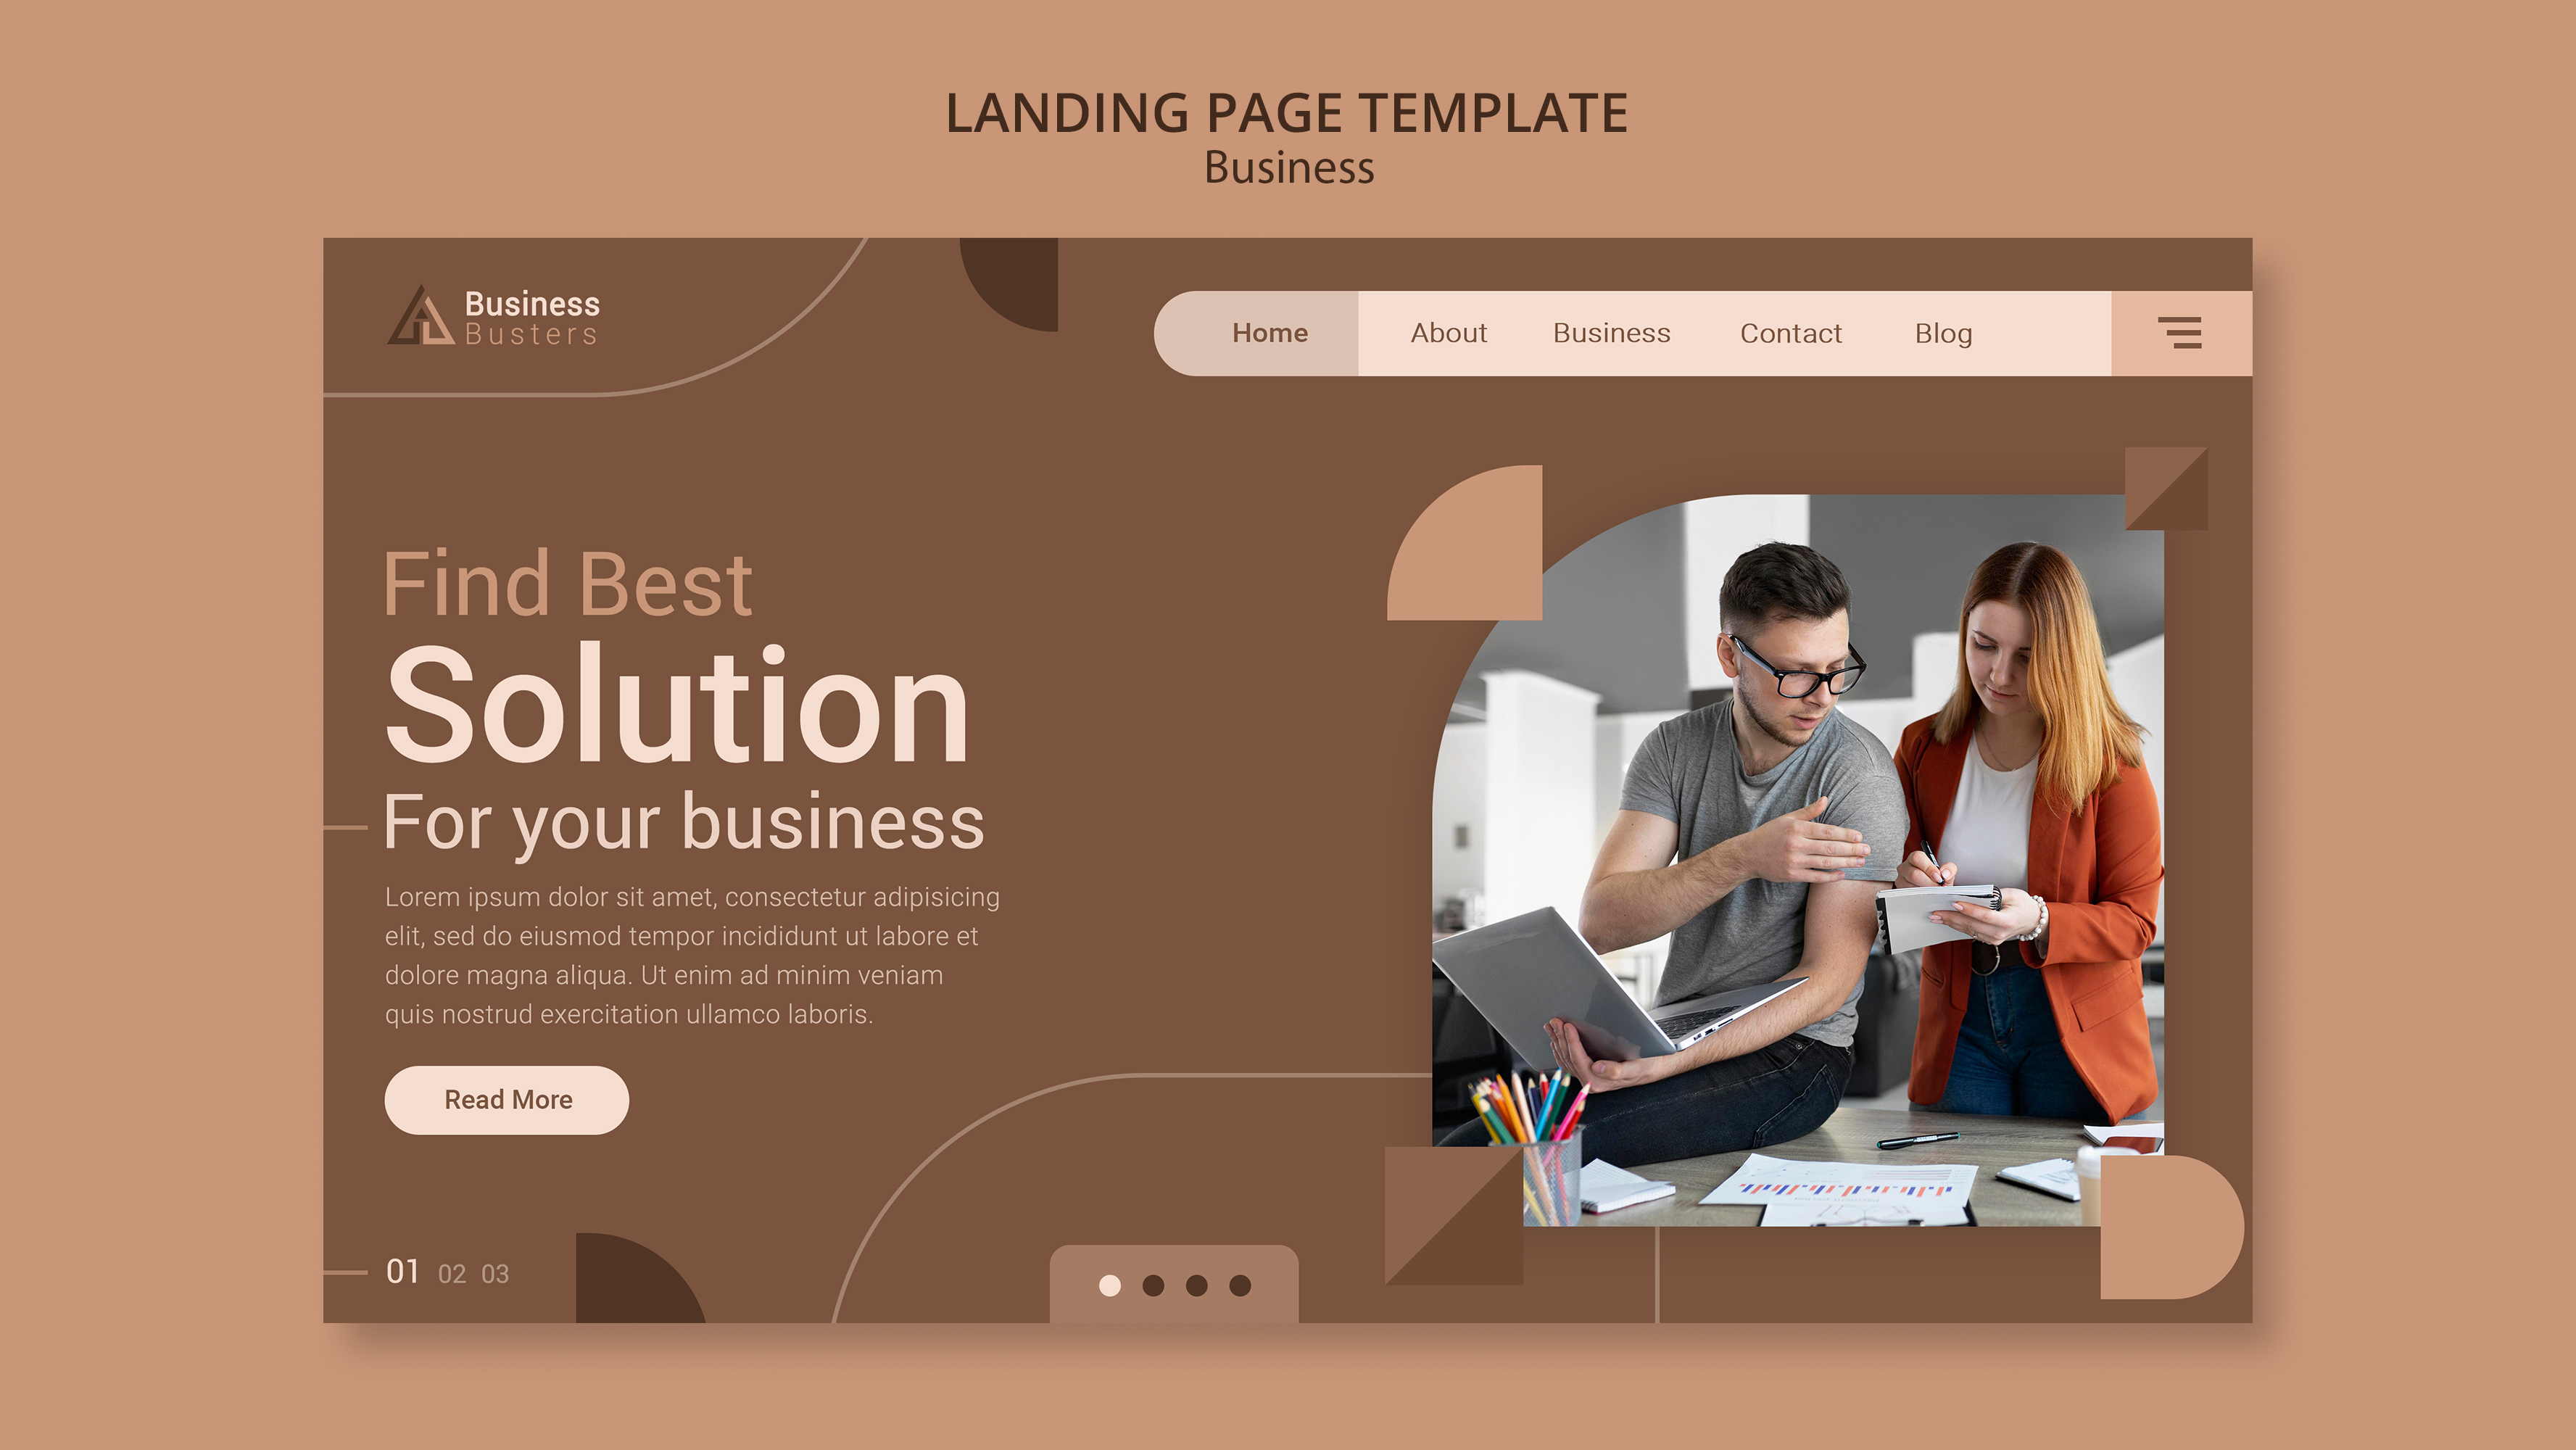 LANDING PAGE TEMPLATE
Business
Business
Busters
Home About Business Contact Blog
Find Best
Solution
For your business
Lorem ipsum dolor sit amet, consectetur adipisicing
elit, sed do eiusmod tempor incididunt ut labore et
dolore magna aliqua. Ut enim ad minim veniam
quis nostrud exercitation ullamco laboris.
Read More
01 02 03